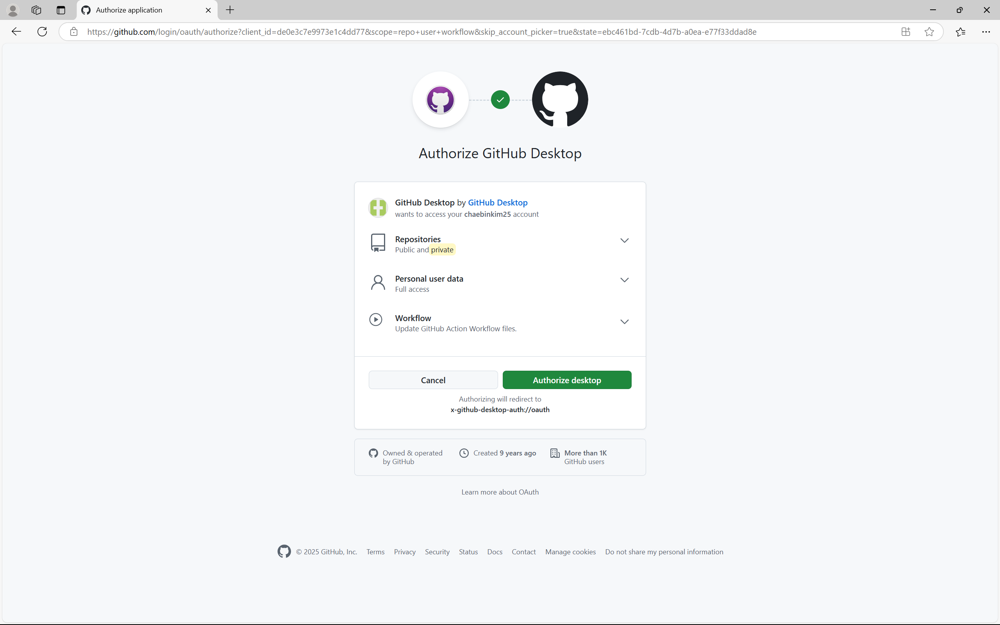 Authorize application
https://github.com/login/oauth/authorize?client_id=de0e3c7e9973e1c4dd77&scope=repo+user+workflow&skip_account_picker=true&state=ebc461bd-7cdb-4d7b-a0ea-e77f33ddad8e
Authorize GitHub Desktop
GitHub Desktop by GitHub Desktop
wants to access your chaebinkim25 account
Repositories
Public and private
Personal user data
Full access
Workflow
Update GitHub Action Workflow files.
Cancel
Authorize desktop
Authorizing will redirect to
x-github-desktop-auth://oauth
Owned & operated
by GitHub
Created 9 years ago
More than 1K
GitHub users
Learn more about OAuth
© 2025 GitHub, Inc. Terms Privacy Security Status Docs Contact Manage cookies Do not share my personal information